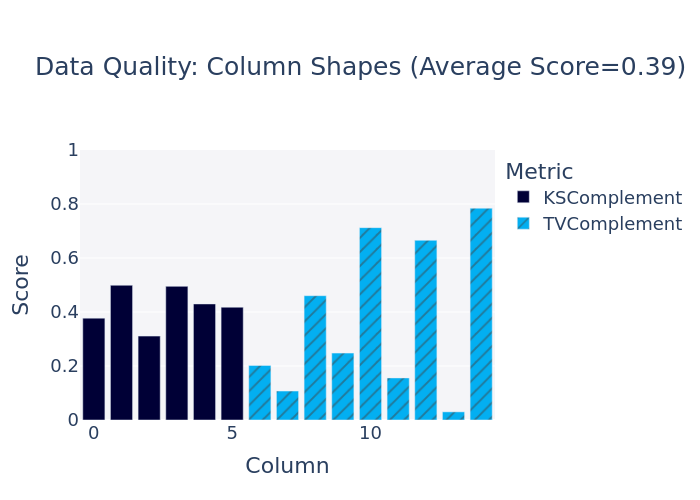 Data Quality: Column Shapes (Average Score=0.39)
Metric
KSComplement
TVComplement
Score
1
0.8
0.6
0.4
0.2
0
0 5 10
Column